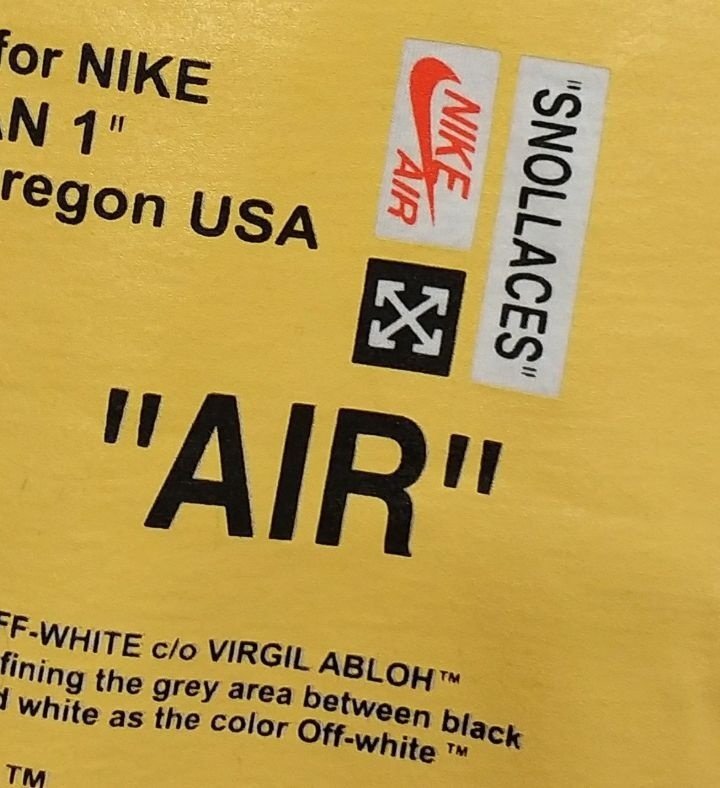 for NIKE
AN 1"
regon USA
NIKE
AIR
"SNOLLACES"
"AIR"
FF-WHITE c/o VIRGIL ABLOH™
fining the grey area between black
d white as the color Off-white ™
TM